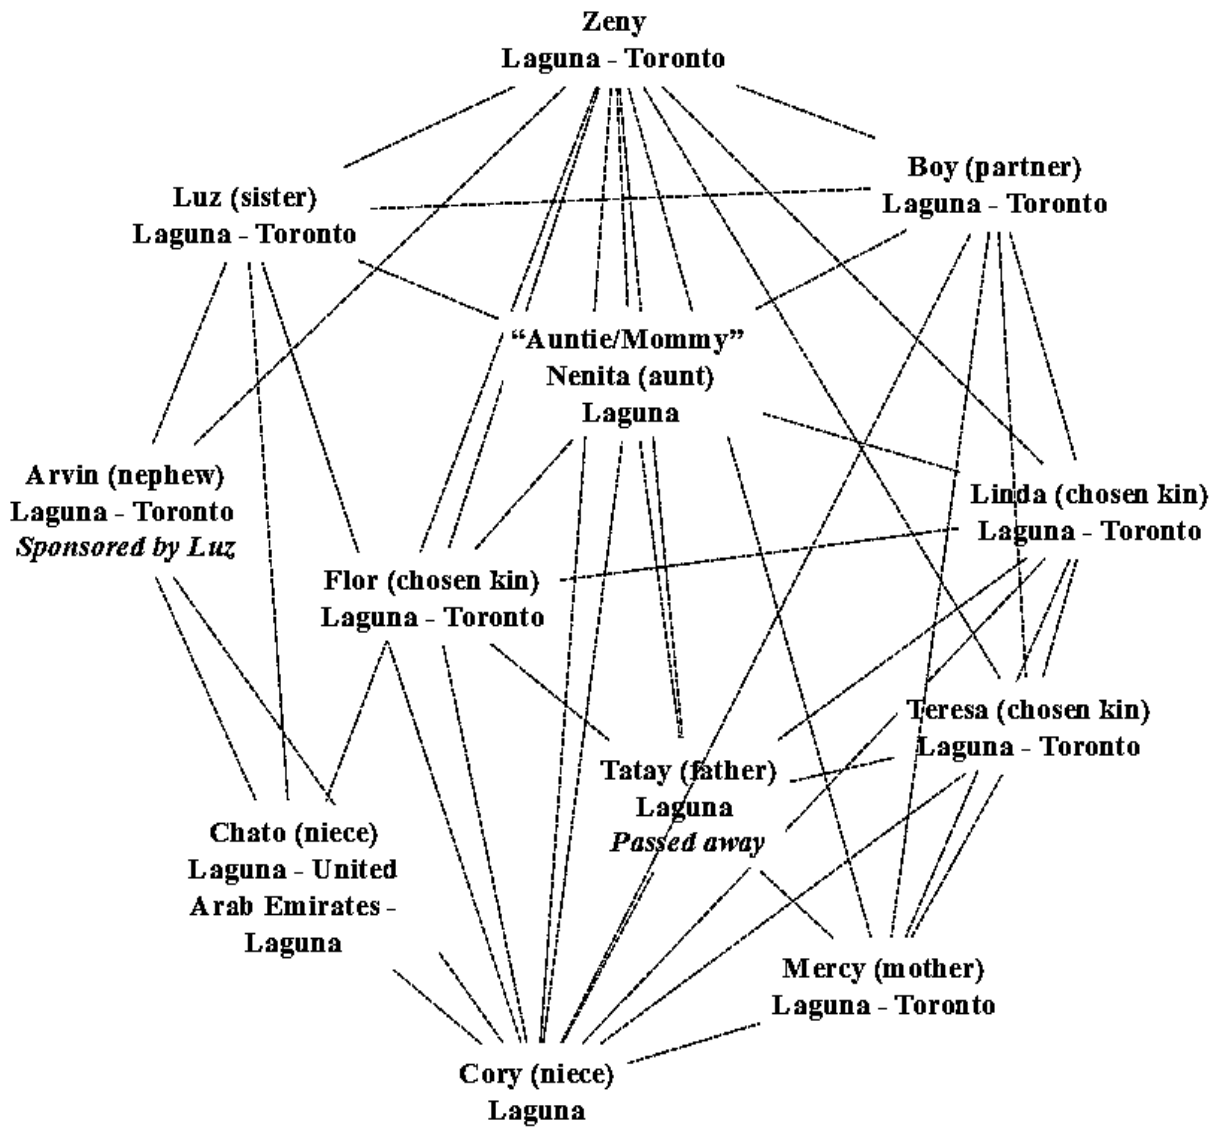 Zeny
Laguna - Toronto
Boy (partner)
Laguna - Toronto
Luz (sister)
Laguna - Toronto
“Auntie/Mommy”
Nenita (aunt)
Laguna
Arvin (nephew)
Laguna - Toronto
Sponsored by Luz
Linda (chosen kin)
Laguna - Toronto
Flor (chosen kin)
Laguna - Toronto
Teresa (chosen kin)
Laguna - Toronto
Tatay (father)
Laguna
Passed away
Chato (niece)
Laguna - United
Arab Emirates -
Laguna
Mercy (mother)
Laguna - Toronto
Cory (niece)
Laguna